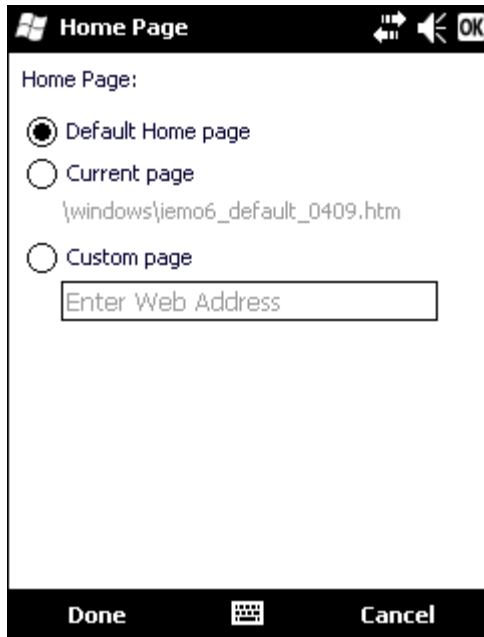 Home Page
OK
Home Page:
Default Home page
Current page
\windows\iemo6_default_0409.htm
Custom page
Enter Web Address
Done
Cancel